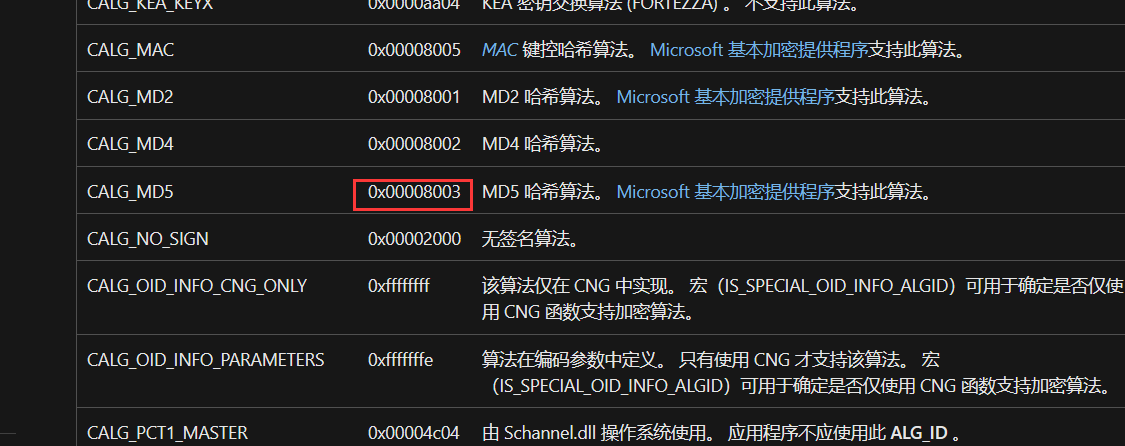 CALG_KEA_KEYX 0x0000aa04 KEA 密钥交换算法 (FORTEZZA) 。 不支持此算法。
CALG_MAC 0x00008005 MAC 键控哈希算法。 Microsoft 基本加密提供程序支持此算法。
CALG_MD2 0x00008001 MD2 哈希算法。 Microsoft 基本加密提供程序支持此算法。
CALG_MD4 0x00008002 MD4 哈希算法。
CALG_MD5 0x00008003 MD5 哈希算法。 Microsoft 基本加密提供程序支持此算法。
CALG_NO_SIGN 0x00002000 无签名算法。
CALG_OID_INFO_CNG_ONLY 0xffffffff 该算法仅在 CNG 中实现。 宏（IS_SPECIAL_OID_INFO_ALGID）可用于确定是否仅使
用 CNG 函数支持加密算法。
CALG_OID_INFO_PARAMETERS 0xfffffffe 算法在编码参数中定义。 只有使用 CNG 才支持该算法。 宏
（IS_SPECIAL_OID_INFO_ALGID）可用于确定是否仅使用 CNG 函数支持加密算法。
CALG_PCT1_MASTER 0x00004c04 由 Schannel.dll 操作系统使用。 应用程序不应使用此 ALG_ID 。